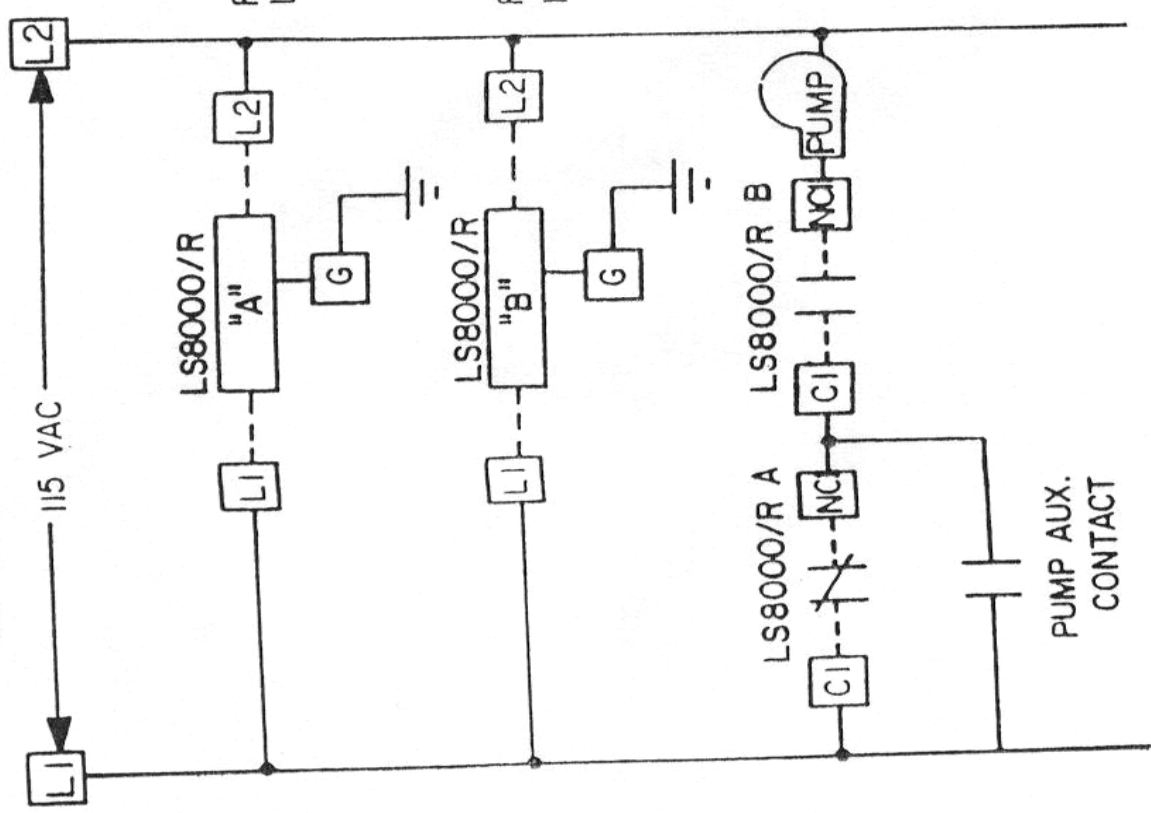 L1 115 VAC L2
LS8000/R
L1 "A" L2
G
LS8000/R
L1 "B" L2
G
LS8000/R A LS8000/R B
C1 NC C1 NC PUMP
PUMP AUX.
CONTACT